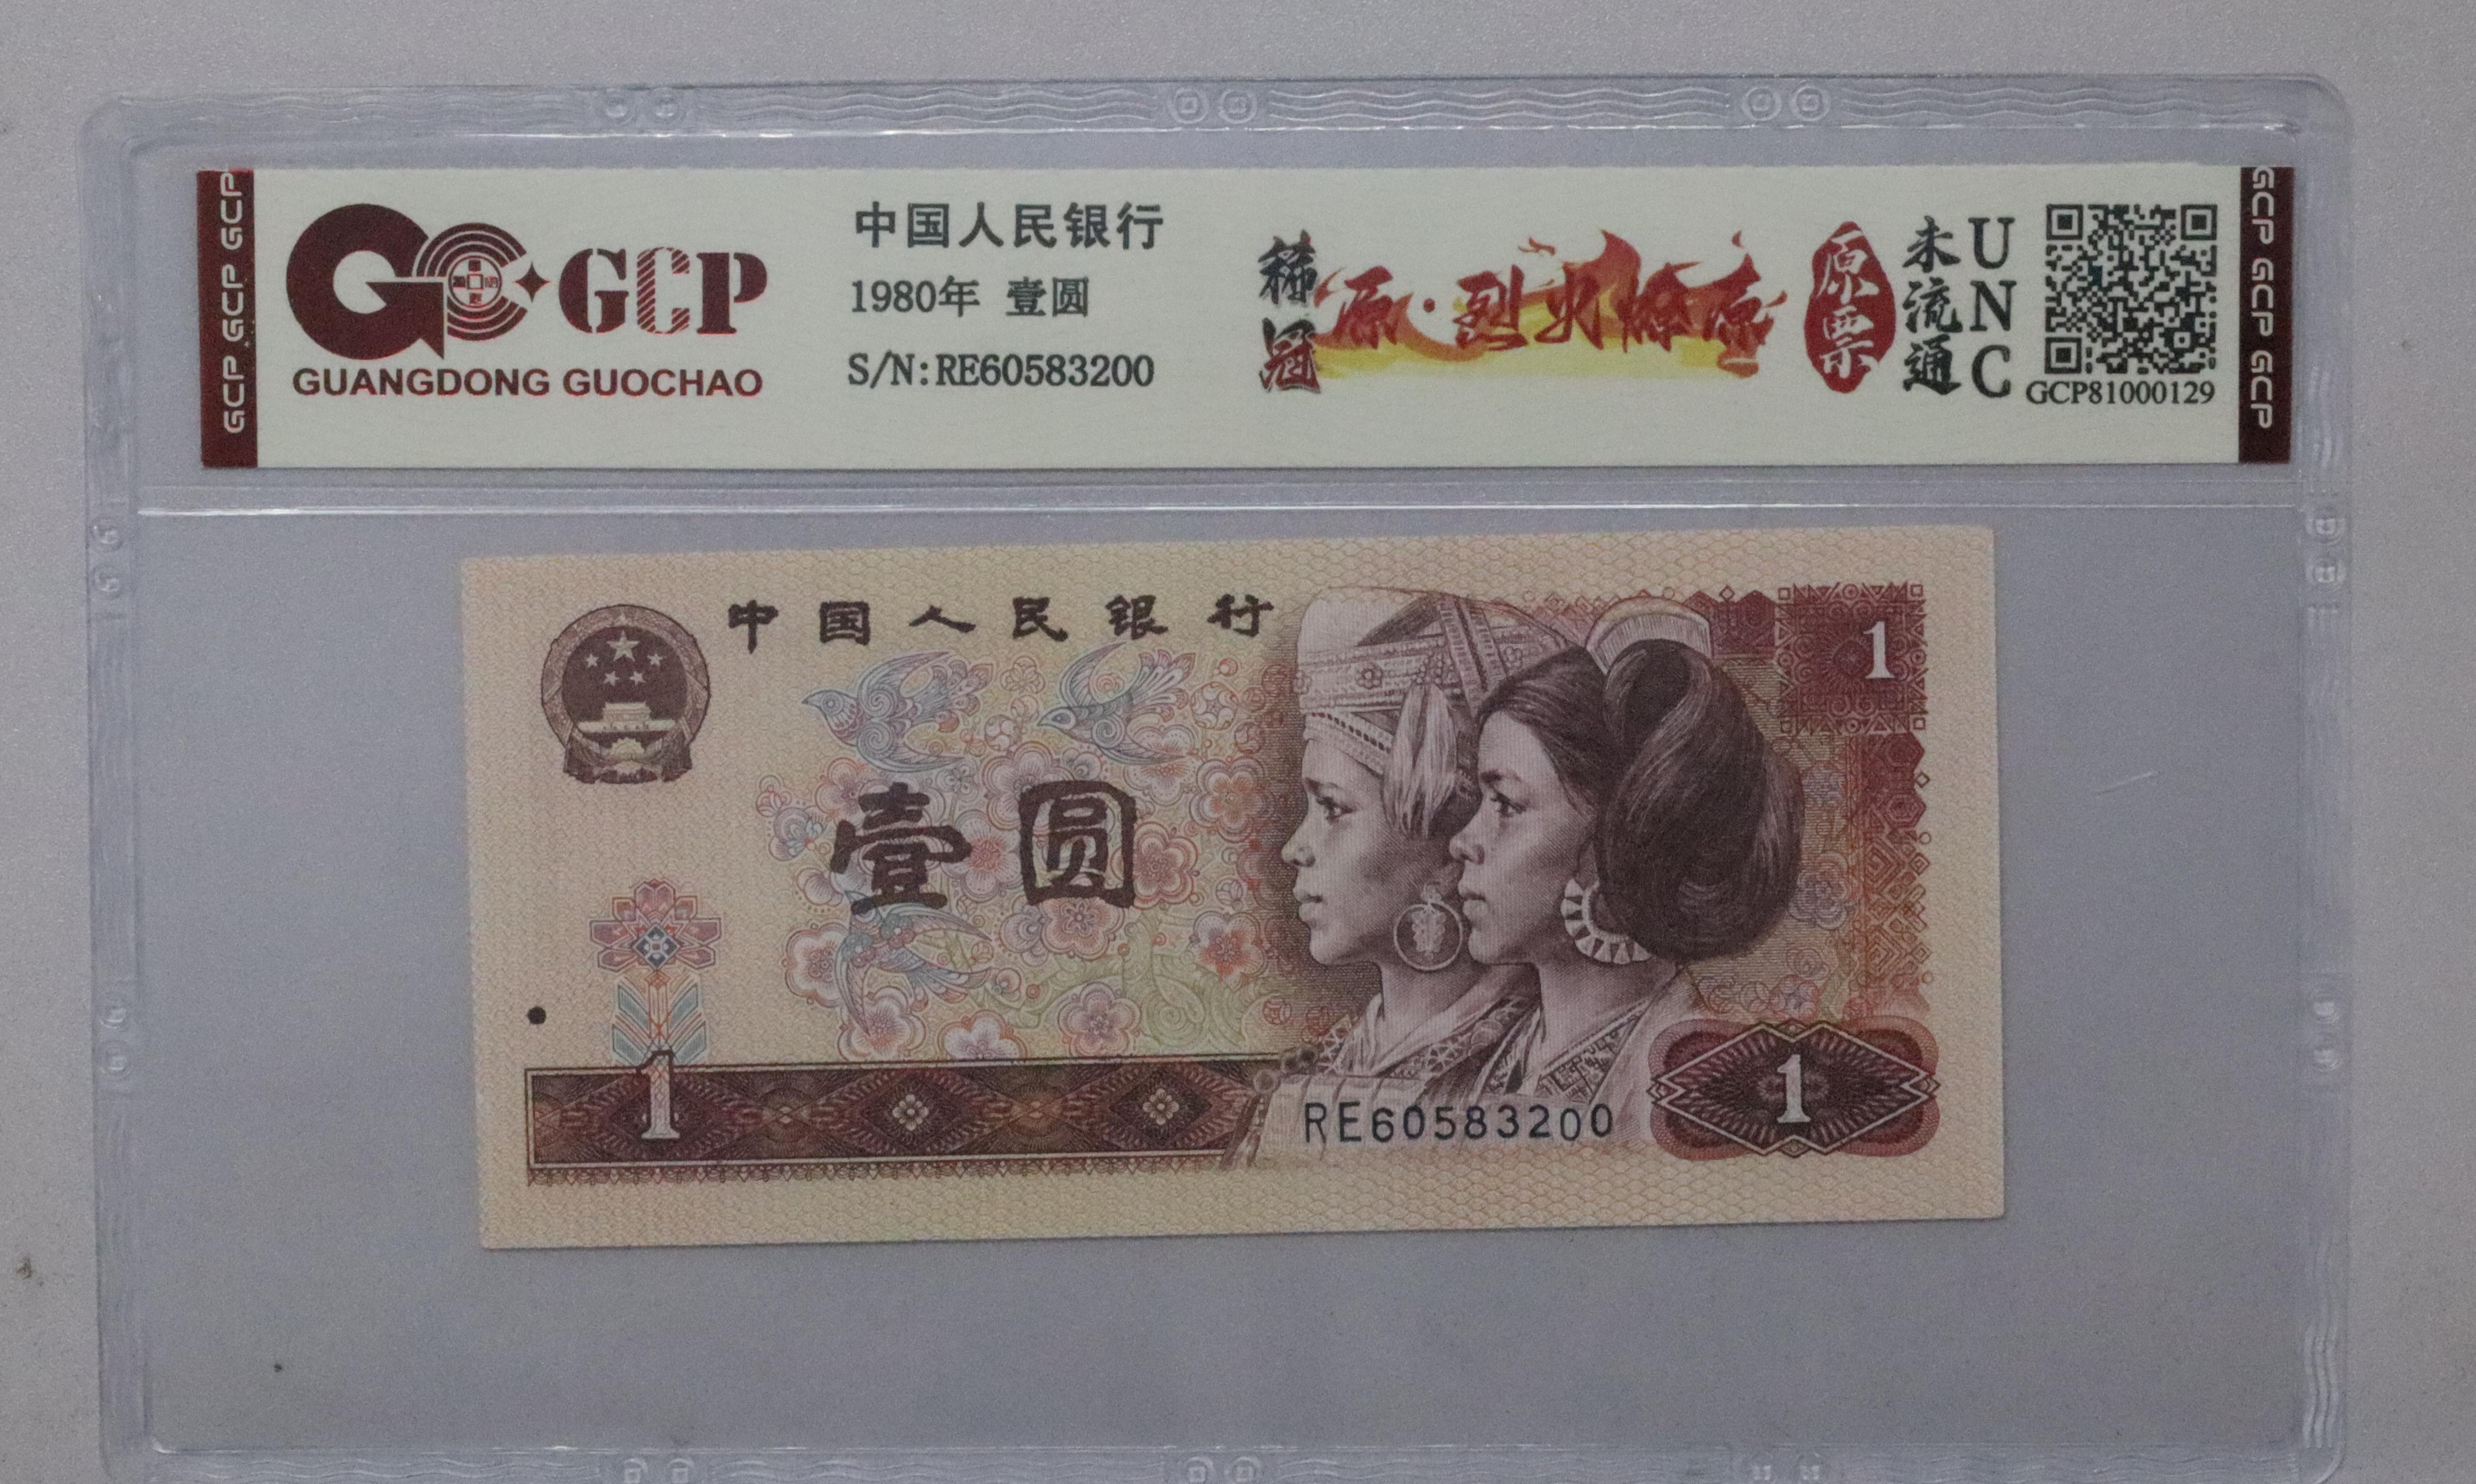 GCP GCP GCP
GCP
GUANGDONG GUOCHAO
中国人民银行
1980年 壹圆
S/N:RE60583200
稀冠
原·烈火燎原
原票
未流通
UNC
GCP81000129
GCP GCP GCP
中国人民银行
1
壹圆
1
RE60583200
1